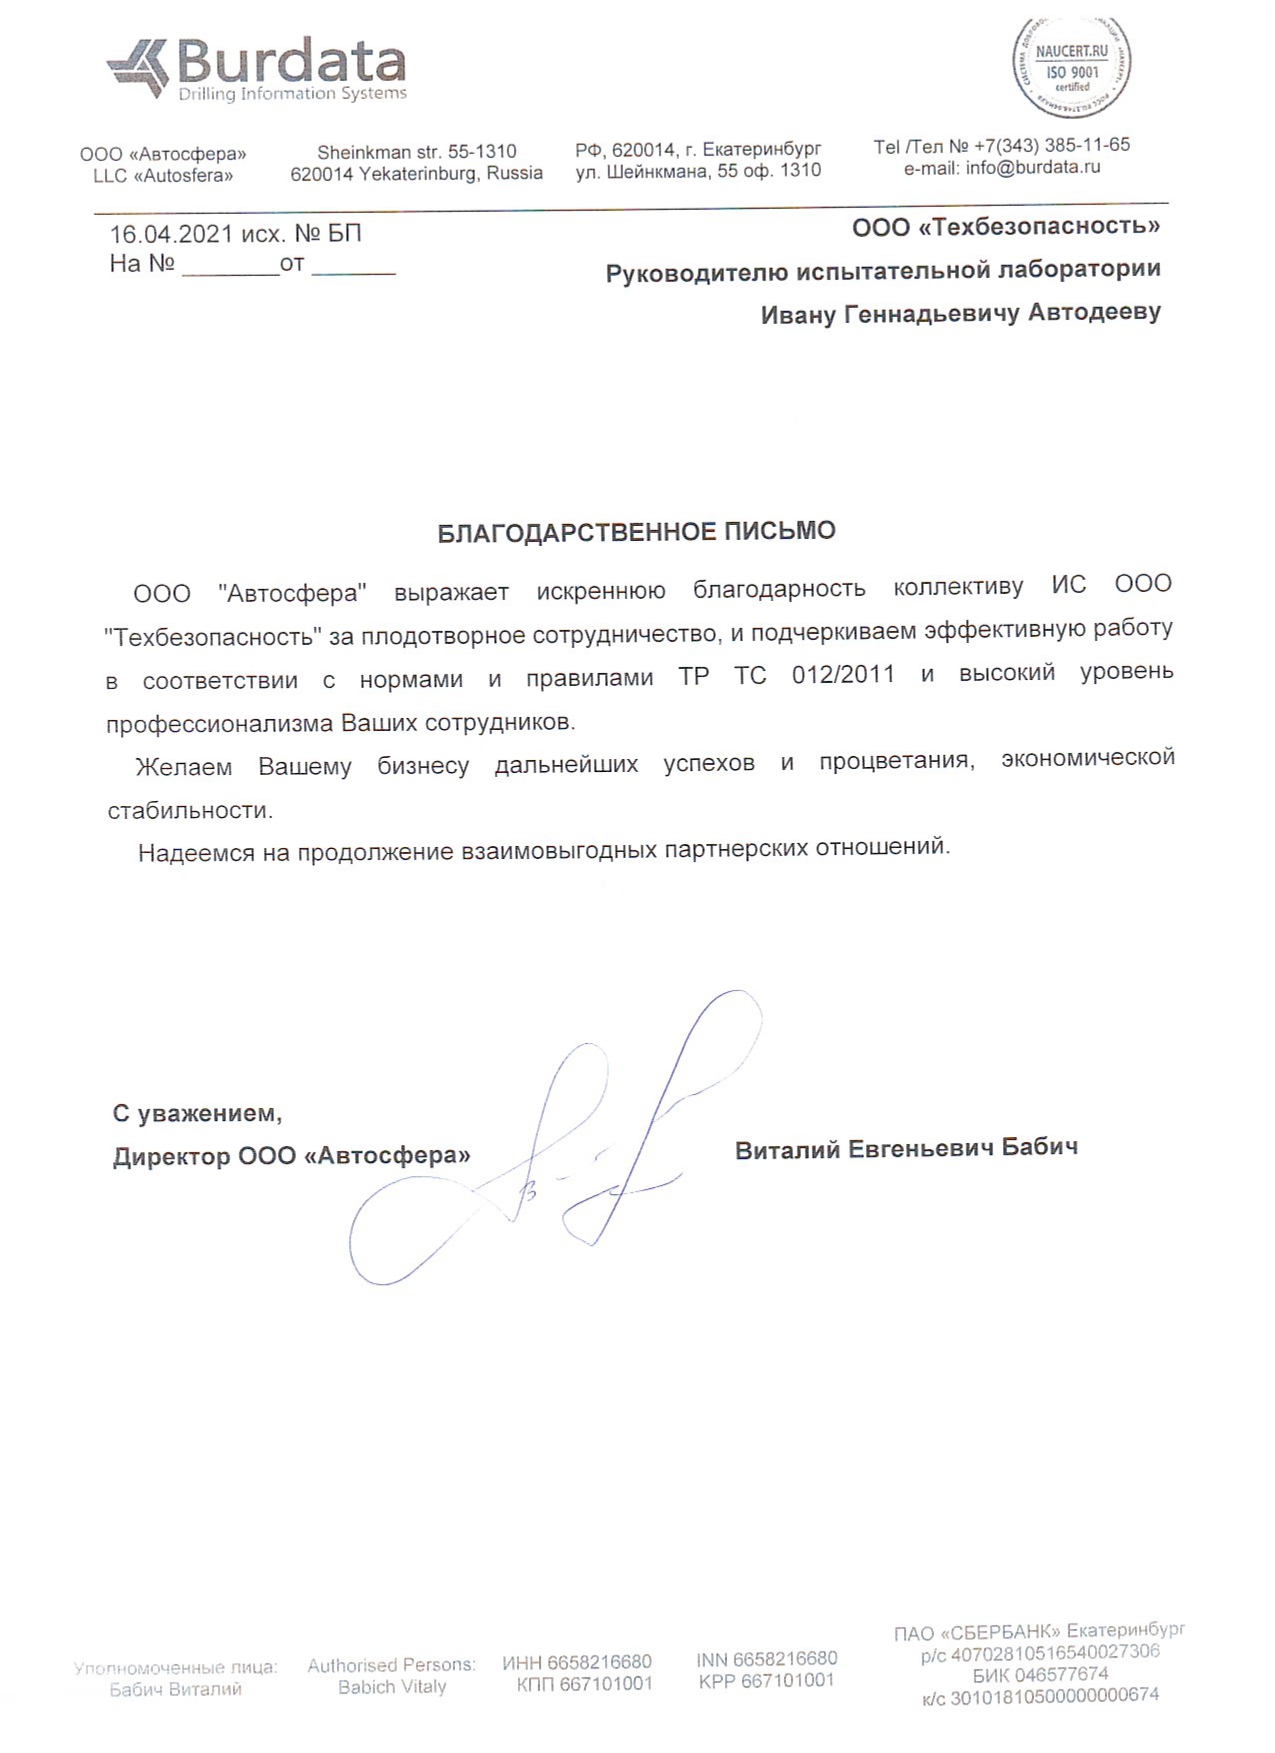 Burdata
Drilling Information Systems
NAUCERT.RU
ISO 9001
certified
ООО «Автосфера»
LLC «Autosfera»
Sheinkman str. 55-1310
620014 Yekaterinburg, Russia
РФ, 620014, г. Екатеринбург
ул. Шейнкмана, 55 оф. 1310
Tel /Тел № +7(343) 385-11-65
e-mail: info@burdata.ru
16.04.2021 исх. № БП
На № _______от ______
ООО «Техбезопасность»
Руководителю испытательной лаборатории
Ивану Геннадьевичу Автодееву
БЛАГОДАРСТВЕННОЕ ПИСЬМО
ООО "Автосфера" выражает искреннюю благодарность коллективу ИС ООО
"Техбезопасность" за плодотворное сотрудничество, и подчеркиваем эффективную работу
в соответствии с нормами и правилами ТР ТС 012/2011 и высокий уровень
профессионализма Ваших сотрудников.
Желаем Вашему бизнесу дальнейших успехов и процветания, экономической
стабильности.
Надеемся на продолжение взаимовыгодных партнерских отношений.
С уважением,
Директор ООО «Автосфера»
Виталий Евгеньевич Бабич
Уполномоченные лица:
Бабич Виталий
Authorised Persons:
Babich Vitaly
ИНН 6658216680
КПП 667101001
INN 6658216680
KPP 667101001
ПАО «СБЕРБАНК» Екатеринбург
р/с 40702810516540027306
БИК 046577674
к/с 30101810500000000674